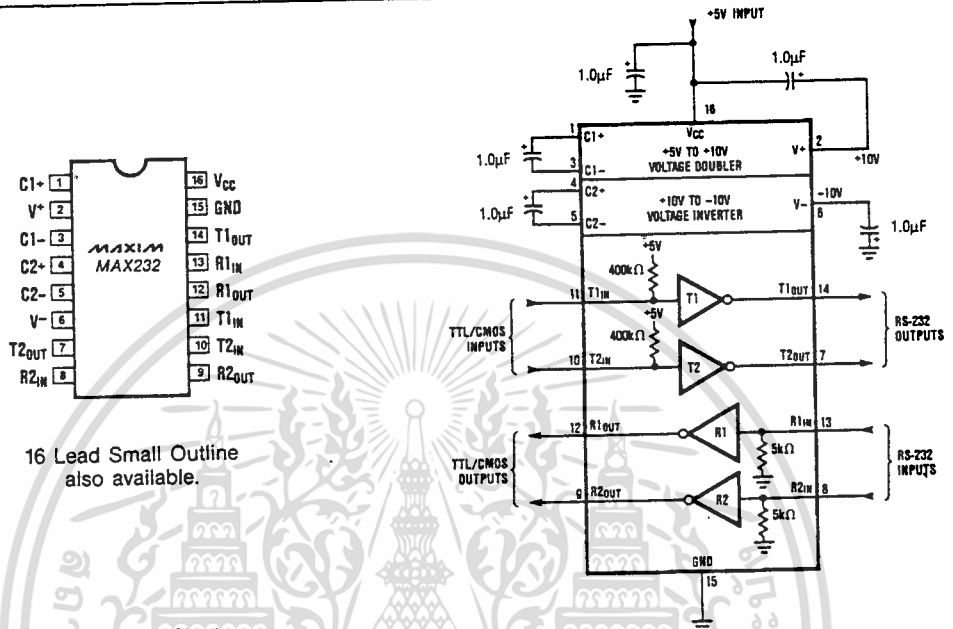 C1+ 1
V+ 2
C1- 3
C2+ 4
C2- 5
V- 6
T2OUT 7
R2IN 8
MAXIM
MAX232
16 VCC
15 GND
14 T1OUT
13 R1IN
12 R1OUT
11 T1IN
10 T2IN
9 R2OUT
16 Lead Small Outline
also available.
+5V INPUT
1.0µF
+
1.0µF
+
16
VCC
1 C1+
+
1.0µF
3 C1-
+5V TO +10V
VOLTAGE DOUBLER
V+ 2
+10V
4 C2+
+
1.0µF
5 C2-
+10V TO -10V
VOLTAGE INVERTER
V- 6
-10V
1.0µF
+
+5V
400kΩ
11 T1IN
T1
T1OUT 14
+5V
400kΩ
10 T2IN
T2
T2OUT 7
TTL/CMOS
INPUTS
RS-232
OUTPUTS
12 R1OUT
R1
R1IN 13
5kΩ
9 R2OUT
R2
R2IN 8
5kΩ
TTL/CMOS
OUTPUTS
RS-232
INPUTS
GND
15